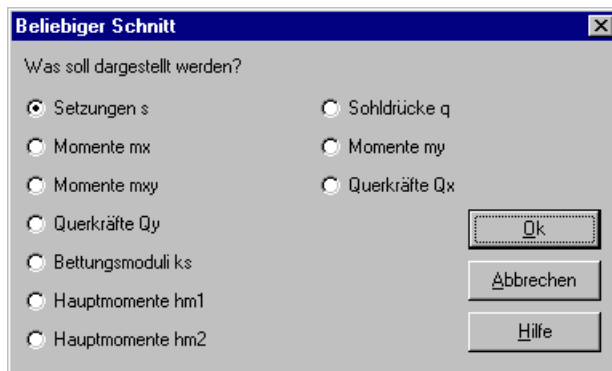 Beliebiger Schnitt
Was soll dargestellt werden?
Setzungen s Sohldrücke q
Momente mx Momente my
Momente mxy Querkräfte Qx
Querkräfte Qy
Ok
Bettungsmoduli ks
Abbrechen
Hauptmomente hm1
Hilfe
Hauptmomente hm2